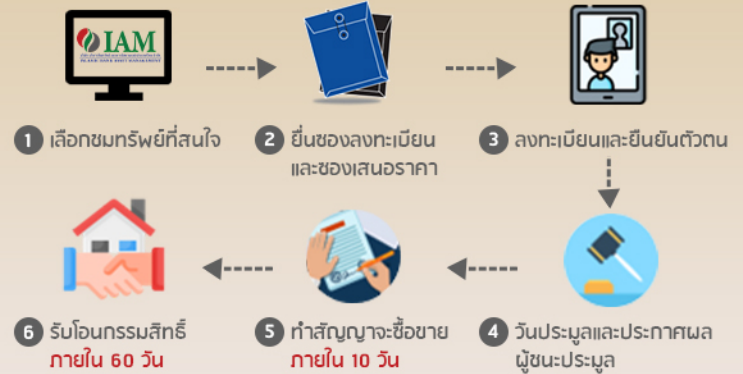 IAM
1 เลือกชมทรัพย์ที่สนใจ
2 ยื่นซองลงทะเบียน
และซองเสนอราคา
3 ลงทะเบียนและยืนยันตัวตน
4 วันประมูลและประกาศผล
ผู้ชนะประมูล
5 ทำสัญญาจะซื้อขาย
ภายใน 10 วัน
6 รับโอนกรรมสิทธิ์
ภายใน 60 วัน